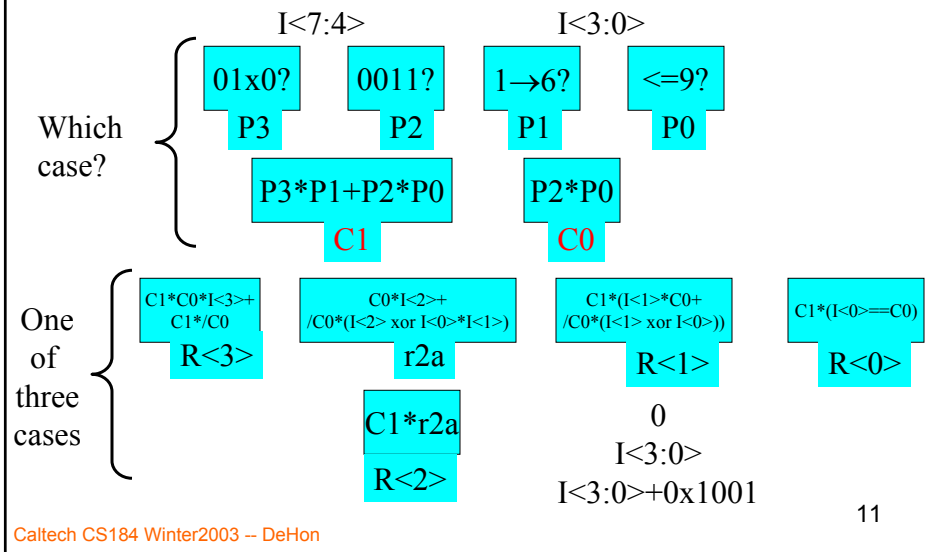 I<7:4> I<3:0>
01x0? 0011? 1→6? <=9?
P3 P2 P1 P0
Which
case?
P3*P1+P2*P0 P2*P0
C1 C0
One
of
three
cases
C1*C0*I<3>+
C1*/C0
R<3>
C0*I<2>+
/C0*(I<2> xor I<0>*I<1>)
r2a
C1*(I<1>*C0+
/C0*(I<1> xor I<0>))
R<1>
C1*(I<0>==C0)
R<0>
C1*r2a
R<2>
0
I<3:0>
I<3:0>+0x1001
11
Caltech CS184 Winter2003 -- DeHon